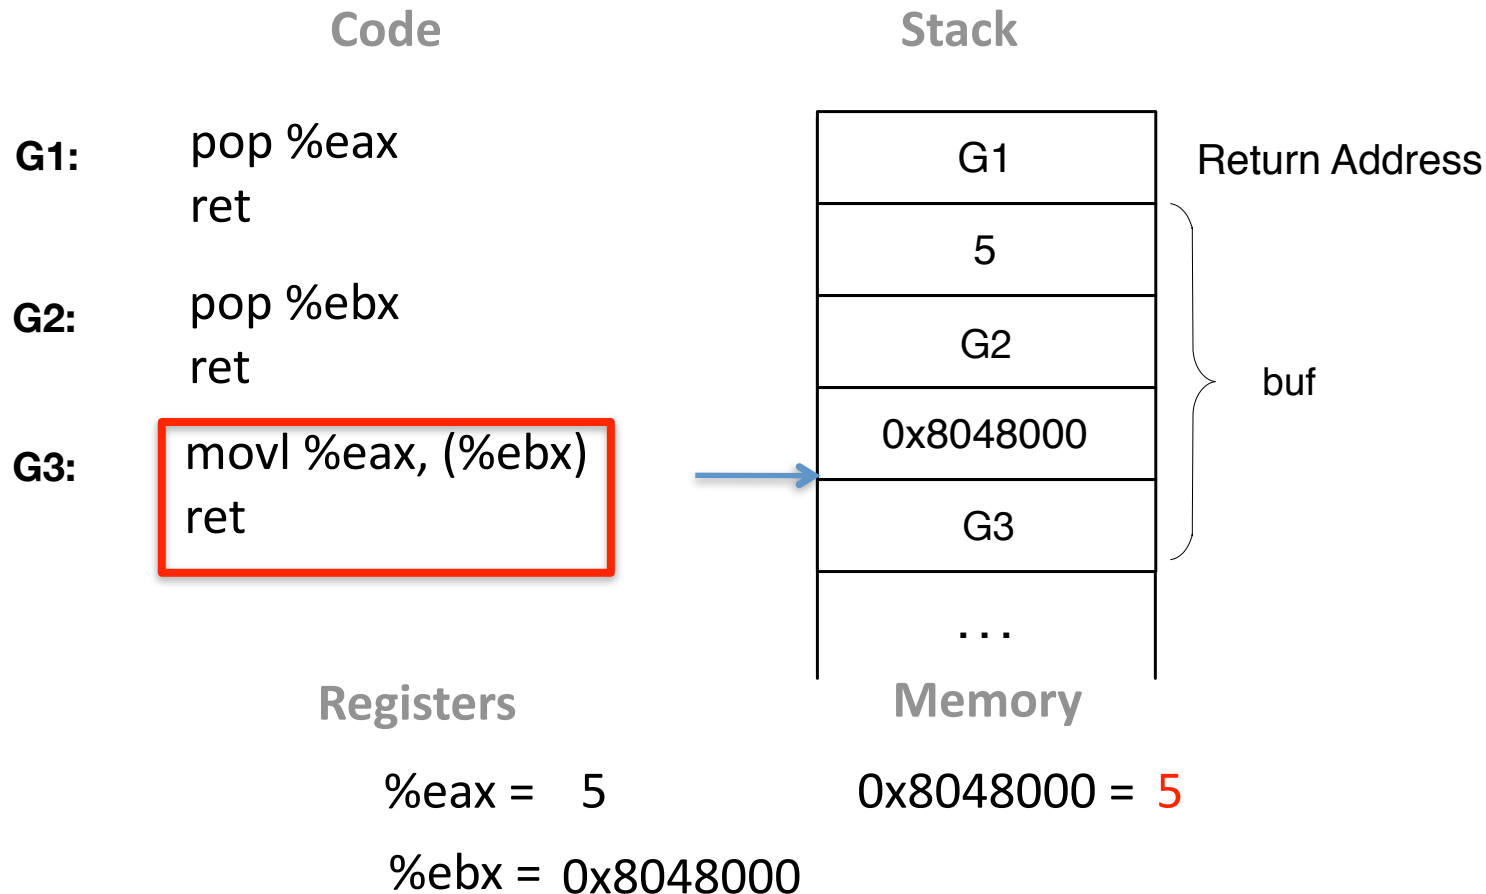 Code
Stack
G1: pop %eax
ret
G2: pop %ebx
ret
G3: movl %eax, (%ebx)
ret
G1
Return Address
5
G2
0x8048000
G3
buf
...
Registers
Memory
%eax = 5
0x8048000 = 5
%ebx = 0x8048000